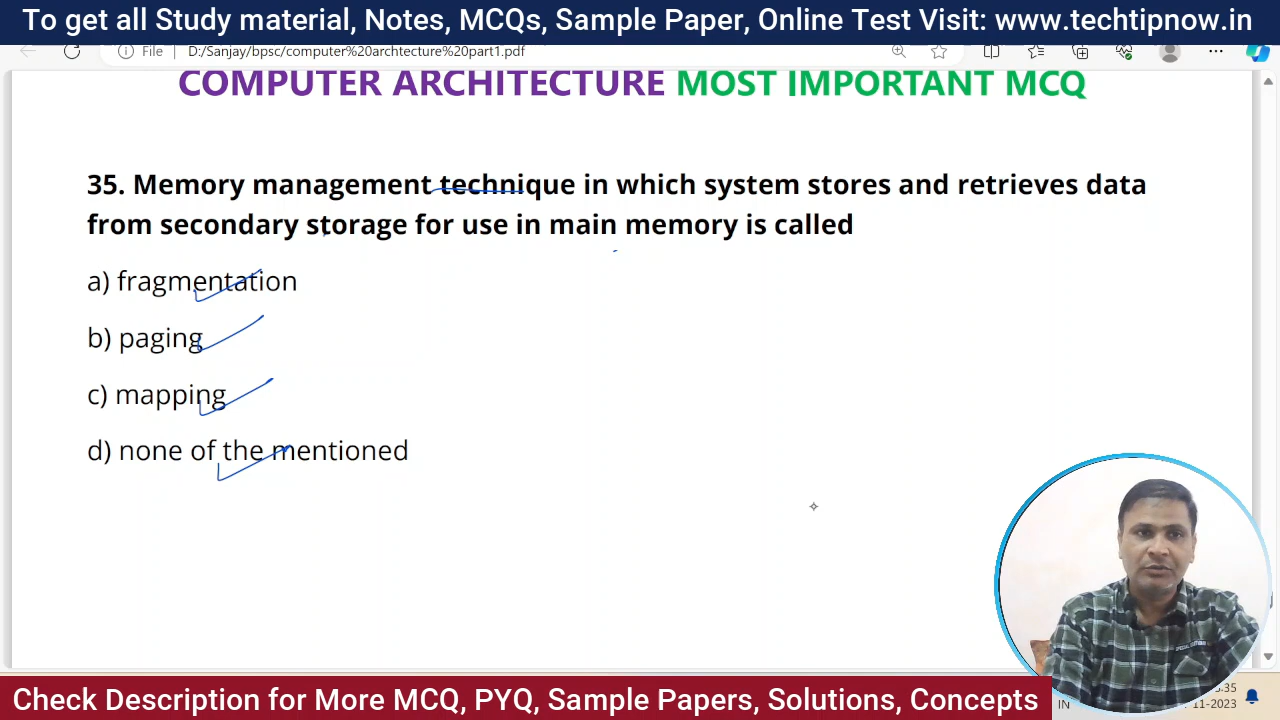 To get all Study material, Notes, MCQs, Sample Paper, Online Test Visit: www.techtipnow.in
File
D:/Sanjay/bpsc/computer%20archtecture%20part1.pdf
COMPUTER ARCHITECTURE MOST IMPORTANT MCQ
35. Memory management technique in which system stores and retrieves data
from secondary storage for use in main memory is called
a) fragmentation
b) paging
c) mapping
d) none of the mentioned
Check Description for More MCQ, PYQ, Sample Papers, Solutions, Concepts
IN
11-2023